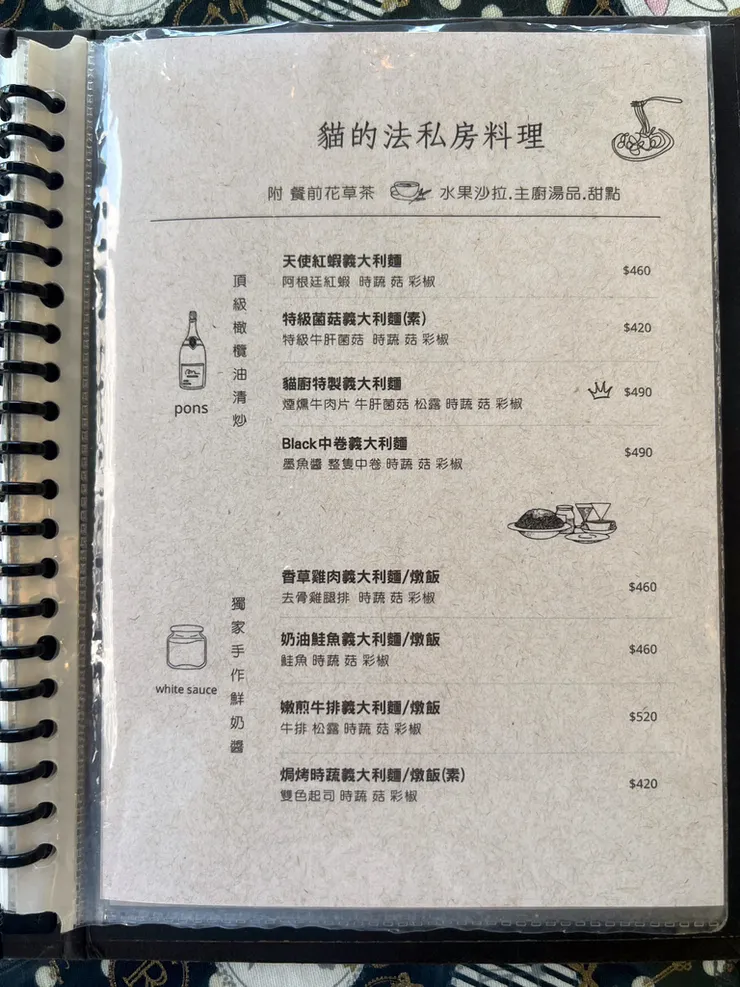 貓的法私房料理
附 餐前花草茶 水果沙拉.主廚湯品.甜點
頂級橄欖油清炒
pons
天使紅蝦義大利麵
阿根廷紅蝦 時蔬 菇 彩椒
$460
特級菌菇義大利麵(素)
特級牛肝菌菇 時蔬 菇 彩椒
$420
貓廚特製義大利麵
煙燻牛肉片 牛肝菌菇 松露 時蔬 菇 彩椒
$490
Black中卷義大利麵
墨魚醬 整隻中卷 時蔬 菇 彩椒
$490
獨家手作鮮奶醬
white sauce
香草雞肉義大利麵/燉飯
去骨雞腿排 時蔬 菇 彩椒
$460
奶油鮭魚義大利麵/燉飯
鮭魚 時蔬 菇 彩椒
$460
嫩煎牛排義大利麵/燉飯
牛排 松露 時蔬 菇 彩椒
$520
焗烤時蔬義大利麵/燉飯(素)
雙色起司 時蔬 菇 彩椒
$420